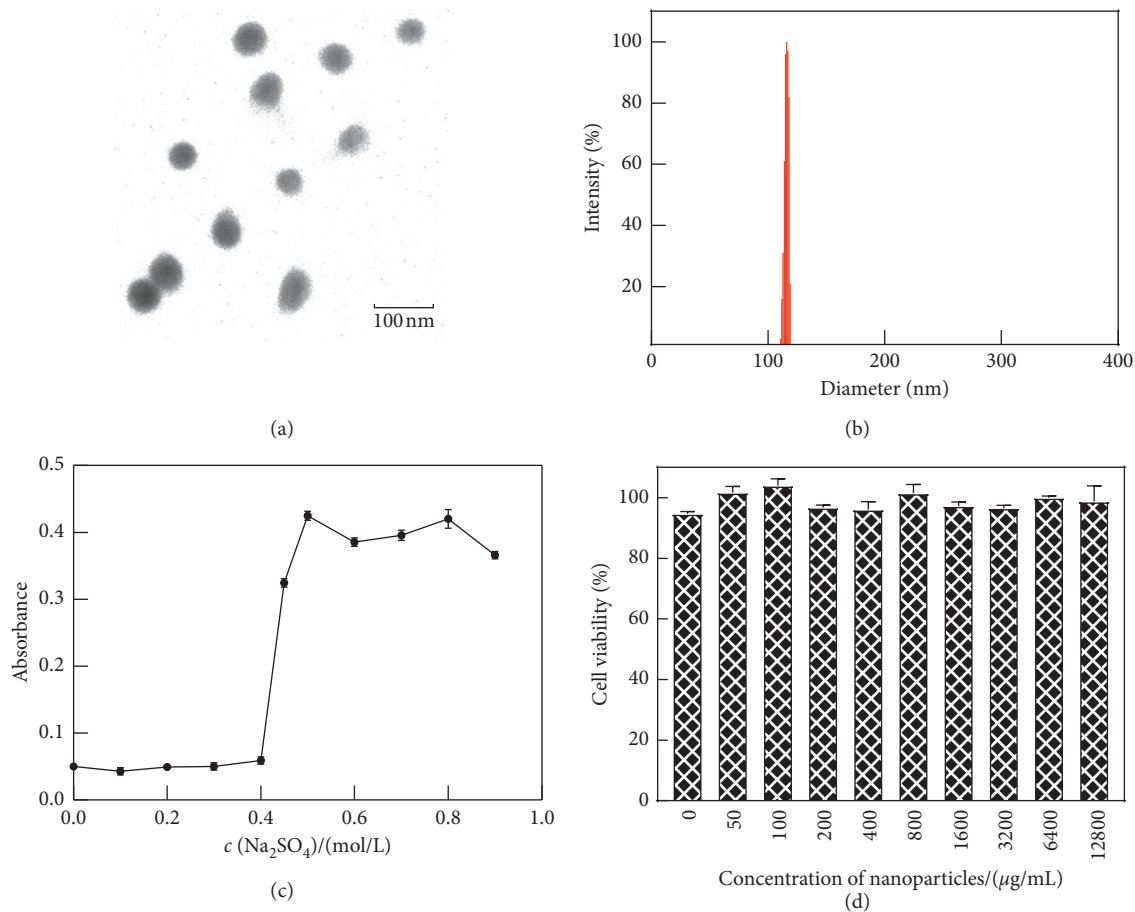 100 nm
(a)
100
80
60
40
20
Intensity (%)
0 100 200 300 400
Diameter (nm)
(b)
0.5
0.4
0.3
0.2
0.1
0.0
Absorbance
0.0 0.2 0.4 0.6 0.8 1.0
c (Na₂SO₄)/(mol/L)
(c)
100
80
60
40
20
0
Cell viability (%)
0 50 100 200 400 800 1600 3200 6400 12800
Concentration of nanoparticles/(μg/mL)
(d)